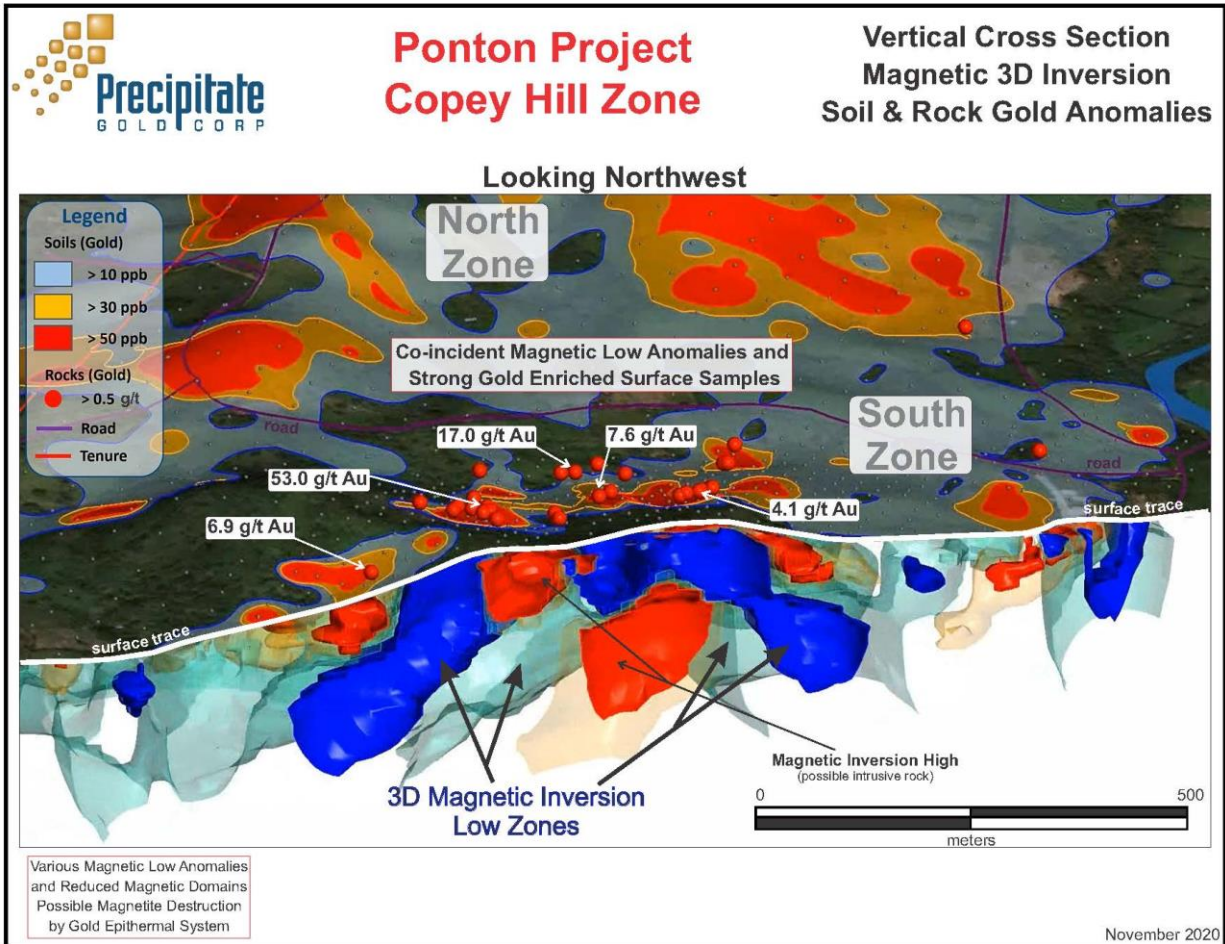 Precipitate
GOLD CORP
Ponton Project
Copey Hill Zone
Vertical Cross Section
Magnetic 3D Inversion
Soil & Rock Gold Anomalies
Looking Northwest
Legend
Soils (Gold)
> 10 ppb
> 30 ppb
> 50 ppb
Rocks (Gold)
> 0.5 g/t
Road
Tenure
North
Zone
Co-incident Magnetic Low Anomalies and
Strong Gold Enriched Surface Samples
South
Zone
road
road
17.0 g/t Au
7.6 g/t Au
53.0 g/t Au
4.1 g/t Au
6.9 g/t Au
surface trace
surface trace
Magnetic Inversion High
(possible intrusive rock)
3D Magnetic Inversion
Low Zones
0 500
meters
Various Magnetic Low Anomalies
and Reduced Magnetic Domains
Possible Magnetite Destruction
by Gold Epithermal System
November 2020